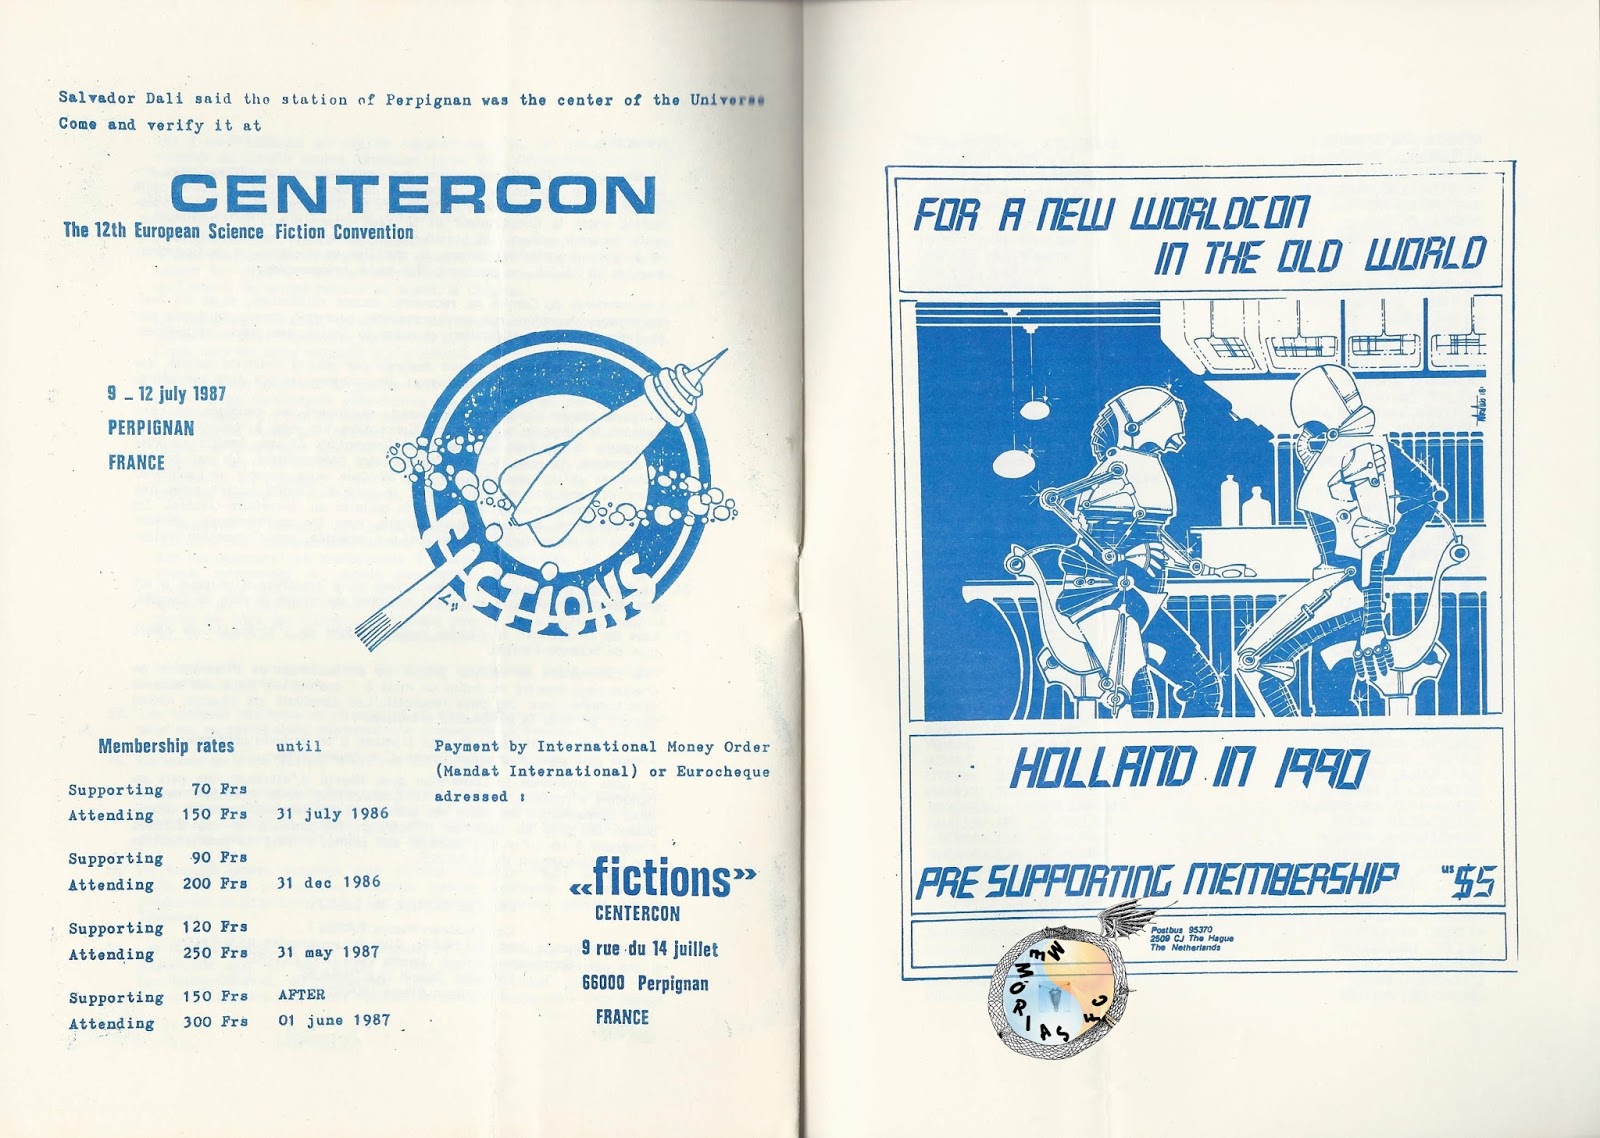 Salvador Dali said the station of Perpignan was the center of the Universe
Come and verify it at
CENTERCON
The 12th European Science Fiction Convention
9 _ 12 july 1987
PERPIGNAN
FRANCE
FICTIONS
Membership rates until
Supporting 70 Frs
Attending 150 Frs 31 july 1986
Supporting 90 Frs
Attending 200 Frs 31 dec 1986
Supporting 120 Frs
Attending 250 Frs 31 may 1987
Supporting 150 Frs AFTER
Attending 300 Frs 01 june 1987
Payment by International Money Order
(Mandat International) or Eurocheque
adressed :
«fictions»
CENTERCON
9 rue du 14 juillet
66000 Perpignan
FRANCE
FOR A NEW WORLDCON
IN THE OLD WORLD
HOLLAND IN 1990
PRE SUPPORTING MEMBERSHIP US $5
Postbus 95370
2509 CJ The Hague
The Netherlands
MEMÓRIAS